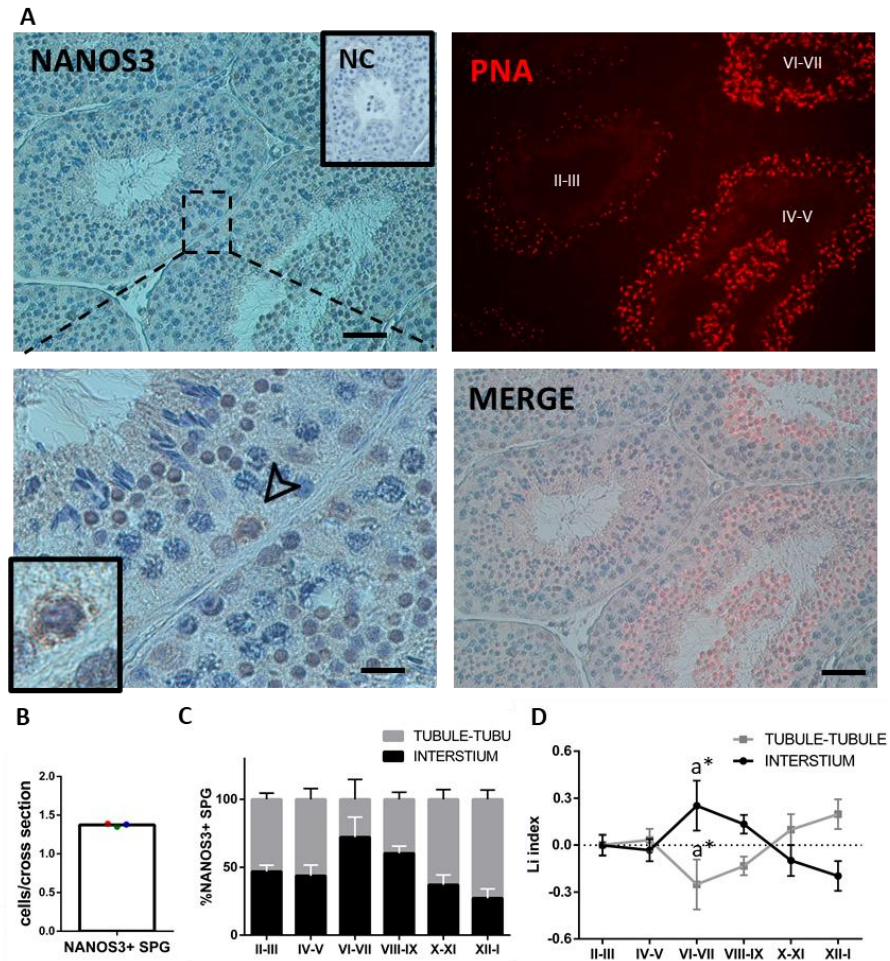 A
NANOS3
NC
PNA
VI-VII
II-III
IV-V
MERGE
B
cells/cross section
2.0
1.5
1.0
0.5
0.0
NANOS3+ SPG
C
TUBULE-TUBU
INTERSTIUM
%NANOS3+ SPG
100
50
0
II-III
IV-V
VI-VII
VIII-IX
X-XI
XII-I
D
TUBULE-TUBULE
INTERSTIUM
Li index
0.6
0.3
0.0
-0.3
-0.6
a*
a*
II-III
IV-V
VI-VII
VIII-IX
X-XI
XII-I